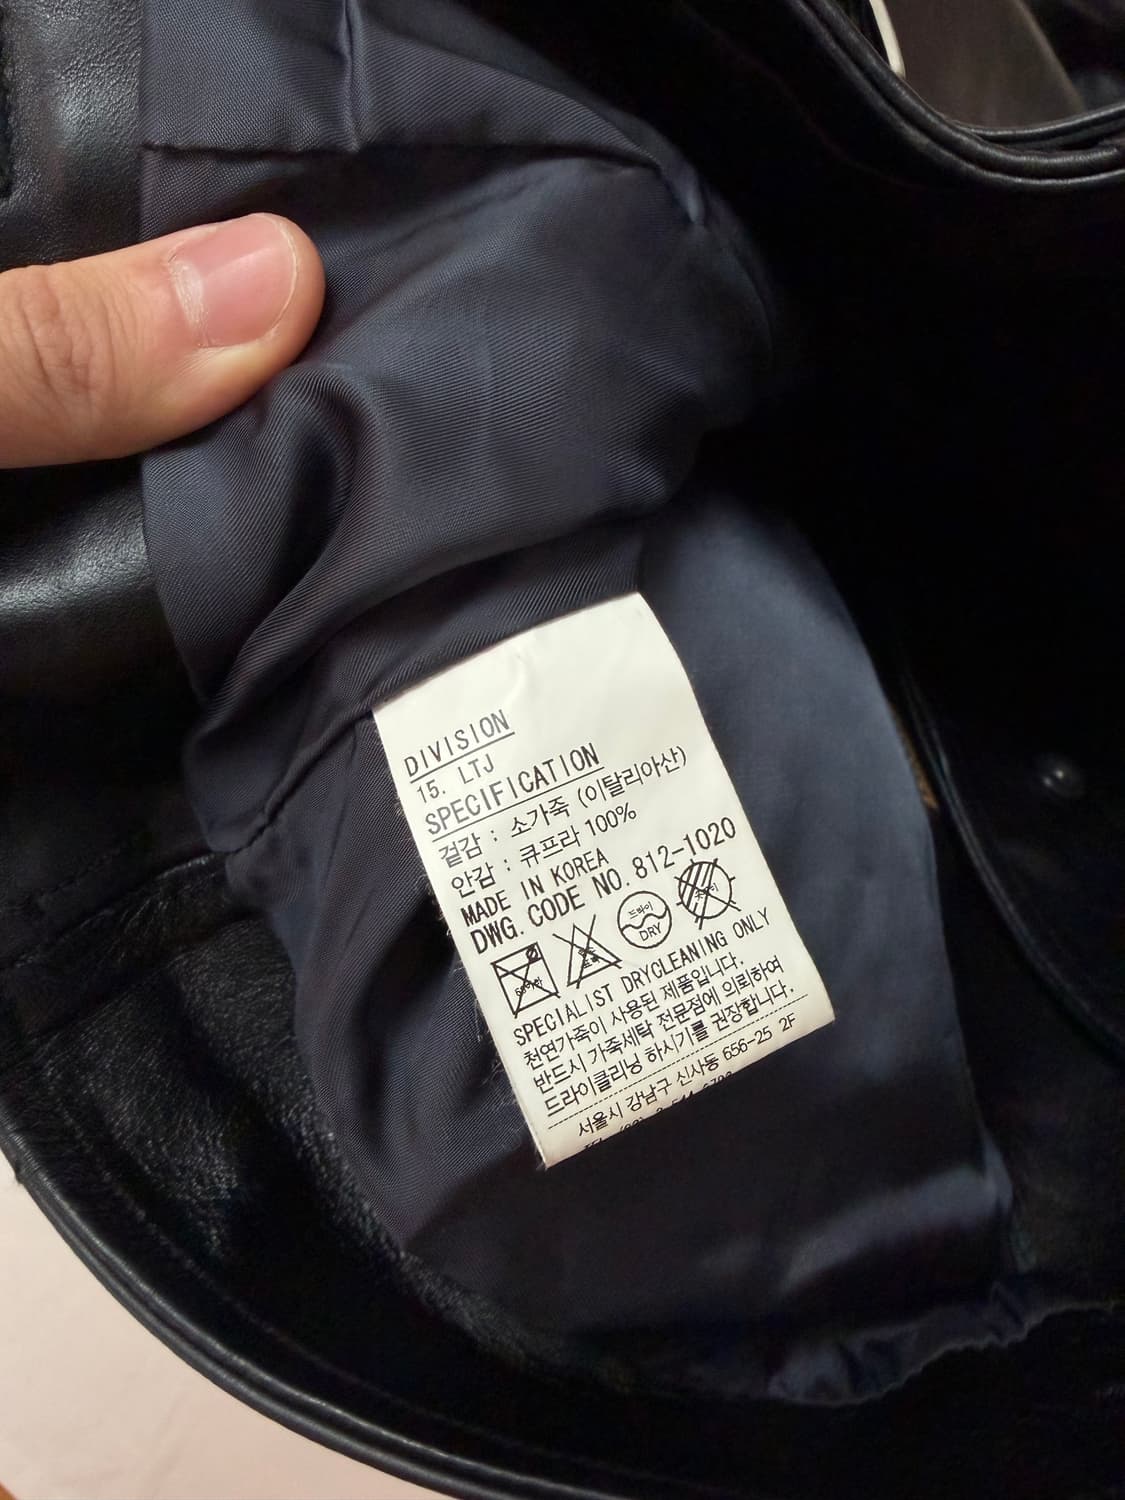 DIVISION
15. LTJ
SPECIFICATION
겉감 : 소가죽 (이탈리아산)
안감 : 큐프라 100%
MADE IN KOREA
DWG. CODE NO. 812-1020
드라이
DRY
SPECIALIST DRYCLEANING ONLY
천연가죽이 사용된 제품입니다.
반드시 가죽세탁 전문점에 의뢰하여
드라이클리닝 하시기를 권장합니다.
서울시 강남구 신사동 656-25 2F